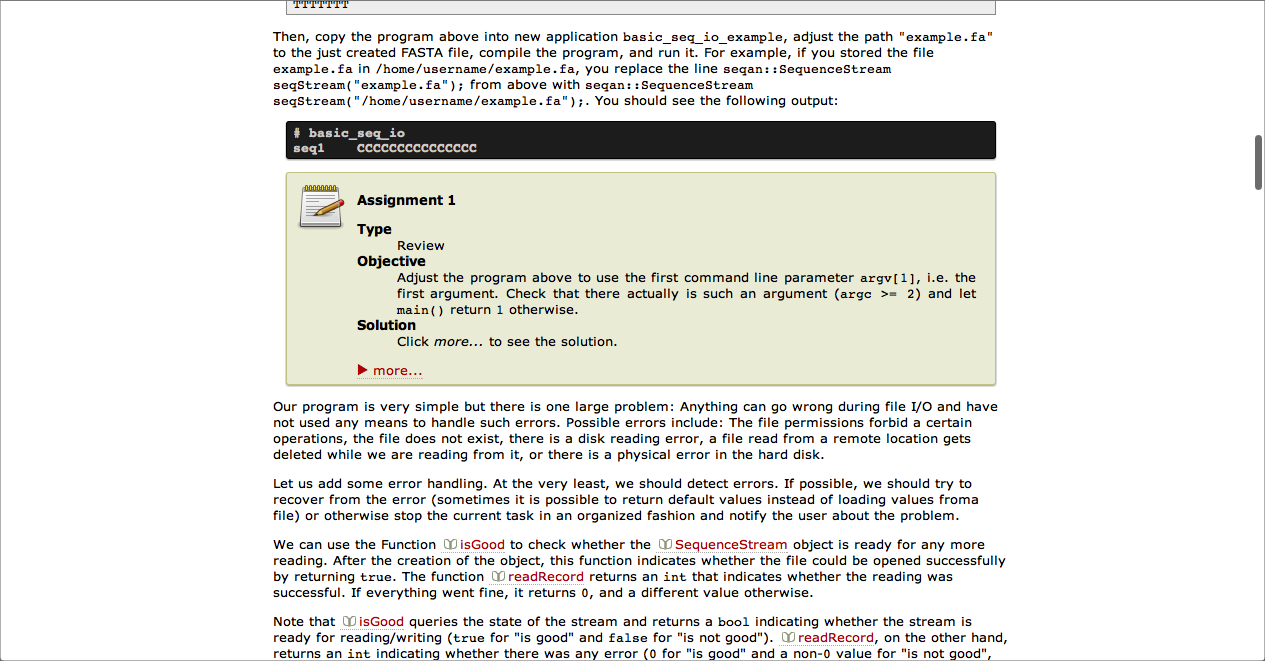 TTTTTTT
Then, copy the program above into new application basic_seq_io_example, adjust the path "example.fa"
to the just created FASTA file, compile the program, and run it. For example, if you stored the file
example.fa in /home/username/example.fa, you replace the line seqan::SequenceStream
seqStream("example.fa"); from above with seqan::SequenceStream
seqStream("/home/username/example.fa");. You should see the following output:
# basic_seq_io
seq1    CCCCCCCCCCCCCCC
Assignment 1
Type
Review
Objective
Adjust the program above to use the first command line parameter argv[1], i.e. the
first argument. Check that there actually is such an argument (argc >= 2) and let
main() return 1 otherwise.
Solution
Click more... to see the solution.
more...
Our program is very simple but there is one large problem: Anything can go wrong during file I/O and have
not used any means to handle such errors. Possible errors include: The file permissions forbid a certain
operations, the file does not exist, there is a disk reading error, a file read from a remote location gets
deleted while we are reading from it, or there is a physical error in the hard disk.
Let us add some error handling. At the very least, we should detect errors. If possible, we should try to
recover from the error (sometimes it is possible to return default values instead of loading values froma
file) or otherwise stop the current task in an organized fashion and notify the user about the problem.
We can use the Function isGood to check whether the SequenceStream object is ready for any more
reading. After the creation of the object, this function indicates whether the file could be opened successfully
by returning true. The function readRecord returns an int that indicates whether the reading was
successful. If everything went fine, it returns 0, and a different value otherwise.
Note that isGood queries the state of the stream and returns a bool indicating whether the stream is
ready for reading/writing (true for "is good" and false for "is not good"). readRecord, on the other hand,
returns an int indicating whether there was any error (0 for "is good" and a non-0 value for "is not good",